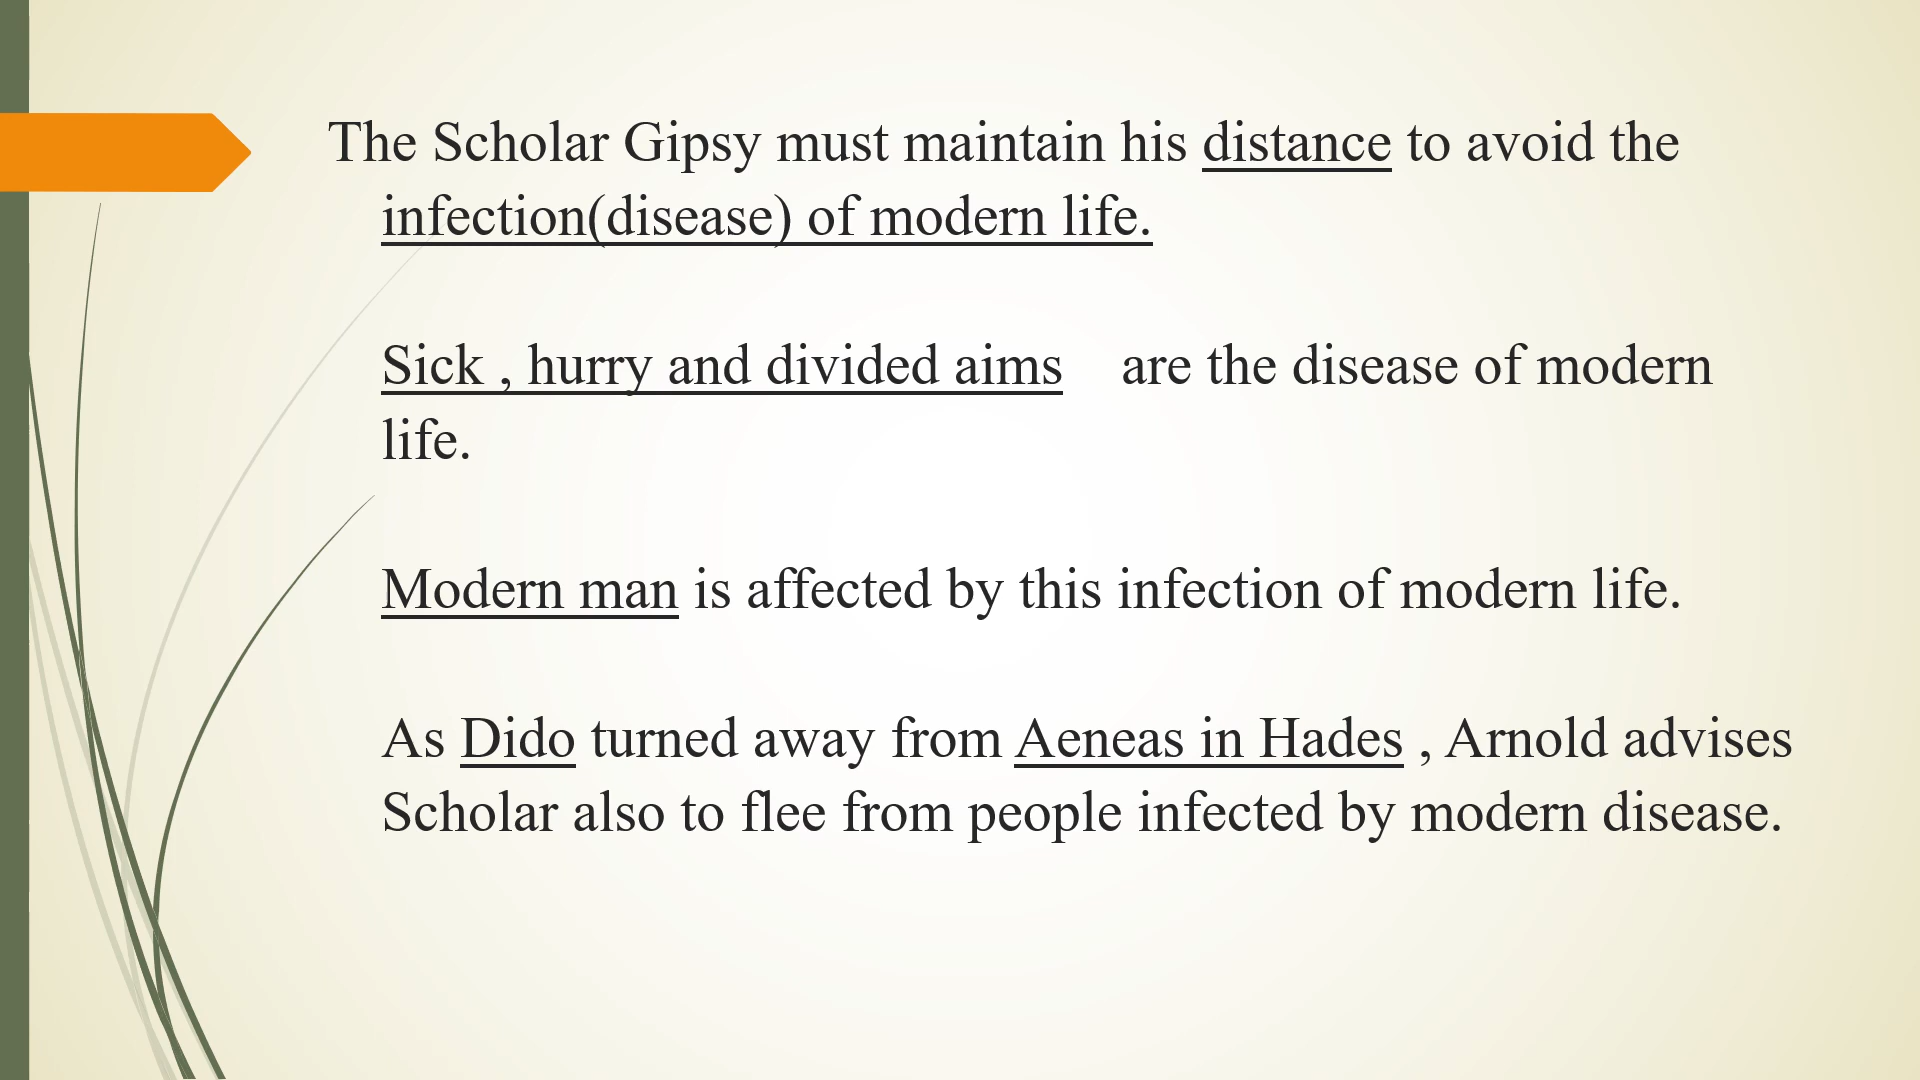 The Scholar Gipsy must maintain his distance to avoid the
infection(disease) of modern life.
Sick , hurry and divided aims are the disease of modern
life.
Modern man is affected by this infection of modern life.
As Dido turned away from Aeneas in Hades , Arnold advises
Scholar also to flee from people infected by modern disease.